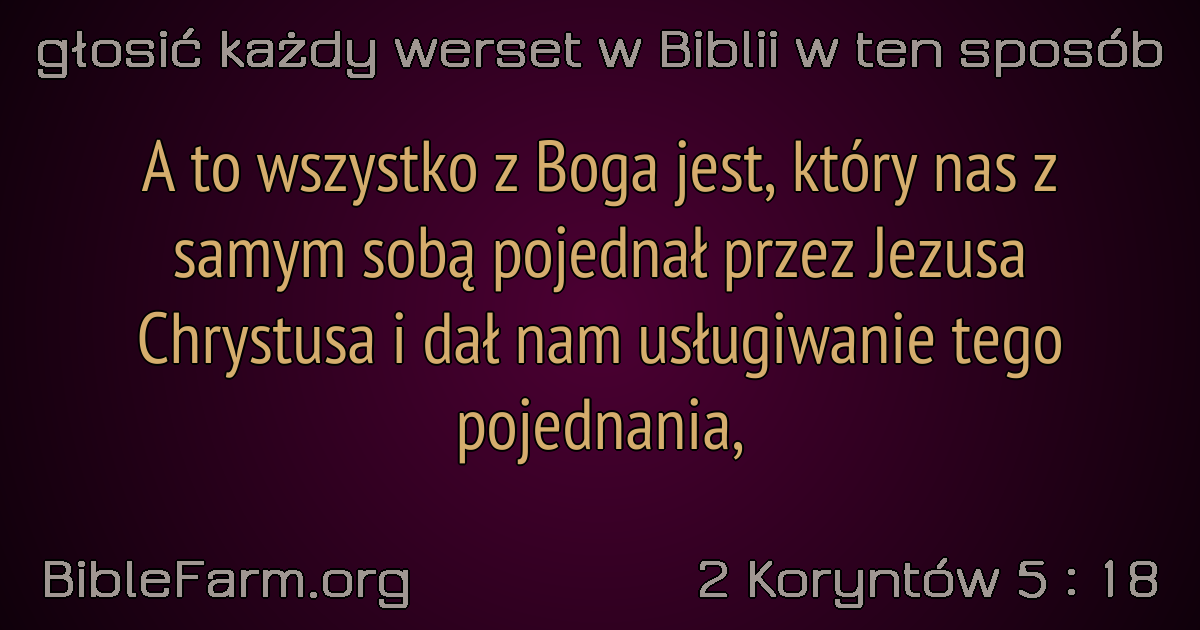 głosić każdy werset w Biblii w ten sposób
A to wszystko z Boga jest, który nas z
samym sobą pojednał przez Jezusa
Chrystusa i dał nam usługiwanie tego
pojednania,
BibleFarm.org
2 Koryntów 5 : 18